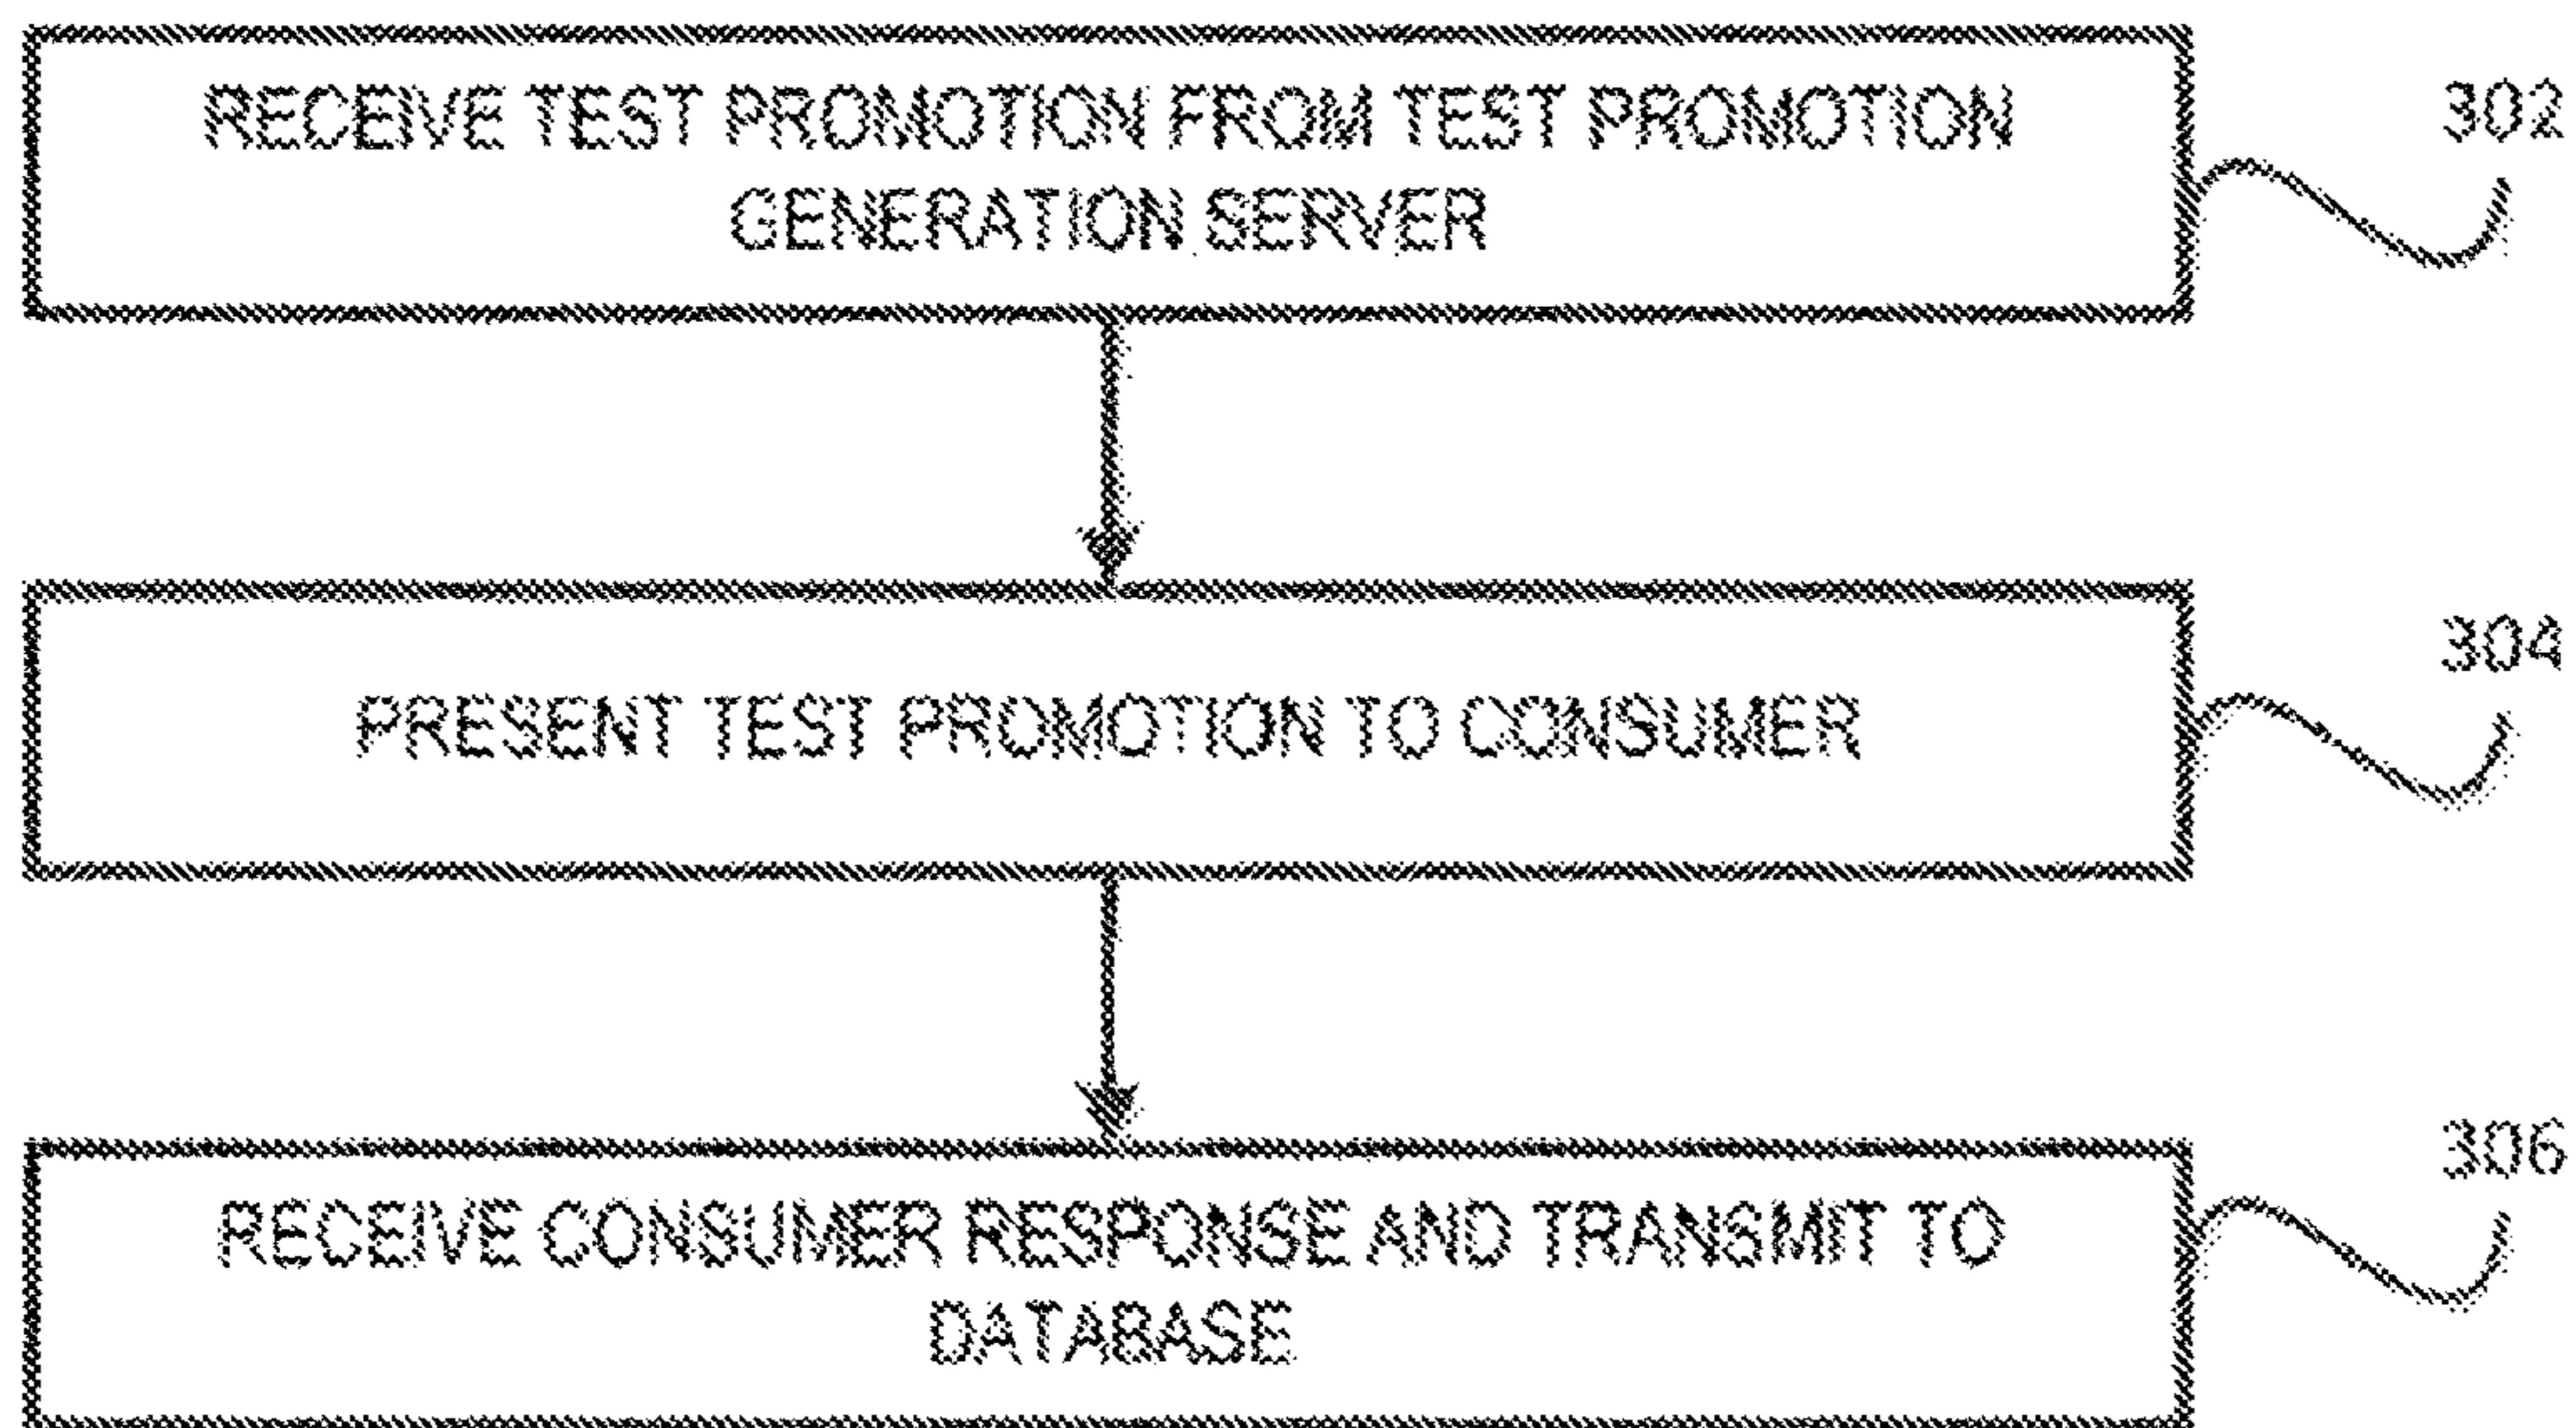 RECEIVE TEST PROMOTION FROM TEST PROMOTION
GENERATION SERVER
302
PRESENT TEST PROMOTION TO CONSUMER
304
RECEIVE CONSUMER RESPONSE AND TRANSMIT TO
DATABASE
306